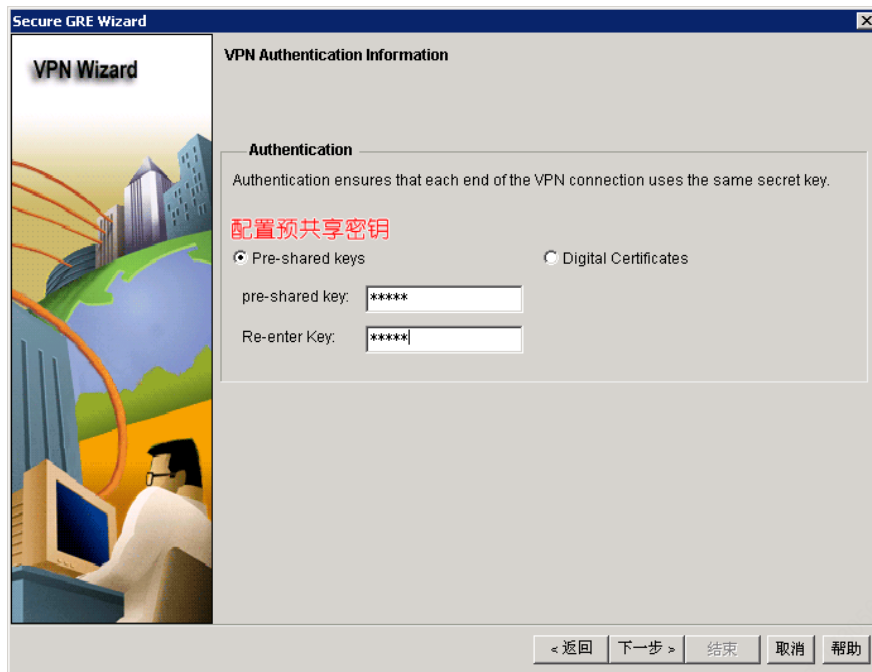 Secure GRE Wizard
VPN Wizard
VPN Authentication Information
Authentication
Authentication ensures that each end of the VPN connection uses the same secret key.
配置预共享密钥
Pre-shared keys
Digital Certificates
pre-shared key: *****
Re-enter Key: *****
<返回 下一步> 结束 取消 帮助